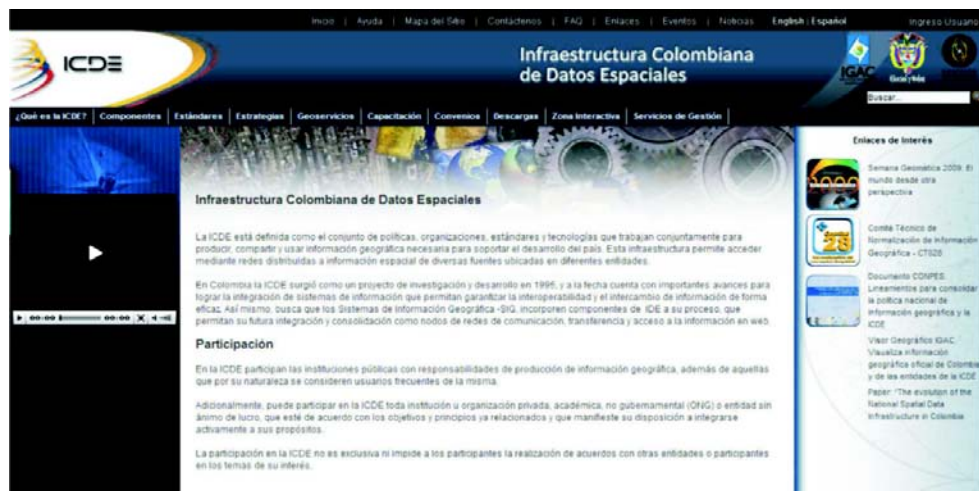 Inicio | Ayuda | Mapa del Sitio | Contáctenos | FAQ | Enlaces | Eventos | Noticias English | Español Ingreso Usuario
ICDE
Infraestructura Colombiana
de Datos Espaciales
IGAC
Buscar...
¿Qué es la ICDE? Componentes Estándares Estrategias Geoservicios Capacitación Convenios Descargas Zona Interactiva Servicios de Gestión
Infraestructura Colombiana de Datos Espaciales
La ICDE está definida como el conjunto de políticas, organizaciones, estándares y tecnologías que trabajan conjuntamente para
producir, compartir y usar información geográfica necesaria para soportar el desarrollo del país. Esta infraestructura permite acceder
mediante redes distribuidas a información espacial de diversas fuentes ubicadas en diferentes entidades.
En Colombia la ICDE surgió como un proyecto de investigación y desarrollo en 1995, y a la fecha cuenta con importantes avances para
lograr la integración de sistemas de información que permitan garantizar la interoperabilidad y el intercambio de información de forma
eficaz. Así mismo, busca que los Sistemas de Información Geográfica -SIG, incorporen componentes de IDE a su proceso, que
permitan su futura integración y consolidación como nodos de redes de comunicación, transferencia y acceso a la información en web.
Participación
En la ICDE participan las instituciones públicas con responsabilidades de producción de información geográfica, además de aquellas
que por su naturaleza se consideren usuarios frecuentes de la misma.
Adicionalmente, puede participar en la ICDE toda institución u organización privada, académica, no gubernamental (ONG) o entidad sin
ánimo de lucro, que esté de acuerdo con los objetivos y principios ya relacionados y que manifieste su disposición a integrarse
activamente a sus propósitos.
La participación en la ICDE no es exclusiva ni impide a los participantes la realización de acuerdos con otras entidades o participantes
en los temas de su interés.
00:00 00:00
Enlaces de Interés
Semana Geomática 2009. El
mundo desde otra
perspectiva
28
Comité Técnico de
Normalización de Información
Geográfica - CT028
Documento CONPES:
Lineamientos para consolidar
la política nacional de
Información geográfica y la
ICDE
Visor Geográfico IGAC,
Visualiza información
geográfica oficial de Colombia
y de las entidades de la ICDE
Paper: "The evolution of the
National Spatial Data
Infrastructure in Colombia